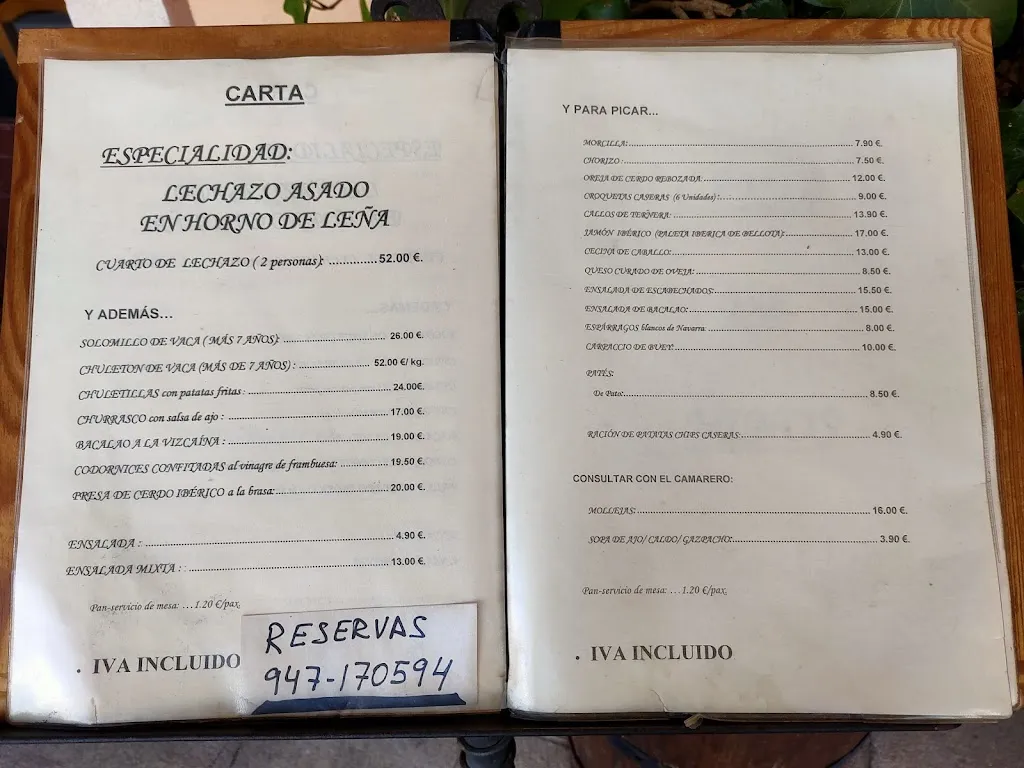 CARTA
ESPECIALIDAD:
LECHAZO ASADO
EN HORNO DE LEÑA
CUARTO DE LECHAZO ( 2 personas): ............52.00 €.
Y ADEMÁS...
SOLOMILLO DE VACA ( MÁS 7 AÑOS): ................................ 26.00 €.
CHULETON DE VACA (MÁS DE 7 AÑOS) : ................... 52.00 €/ kg.
CHULETILLAS con patatas fritas : ................................ 24.00€.
CHURRASCO con salsa de ajo : ................................ 17.00 €.
BACALAO A LA VIZCAÍNA : ................................ 19.00 €.
CODORNICES CONFITADAS al vinagre de frambuesa: ............ 19.50 €.
PRESA DE CERDO IBÉRICO a la brasa: ......................... 20.00 €.
ENSALADA : ................................................ 4.90 €.
ENSALADA MIXTA : ........................................ 13.00 €.
Pan-servicio de mesa: ...1.20 €/pax.
. IVA INCLUIDO
RESERVAS
947-170594
Y PARA PICAR...
MORCILLA:................................................ 7.90 €.
CHORIZO :................................................ 7.50 €.
OREJA DE CERDO REBOZADA:................................ 12.00 €.
CROQUETAS CASERAS (6 Unidades) :......................... 9.00 €.
CALLOS DE TERNERA:........................................ 13.90 €.
JAMÓN IBÉRICO (PALETA IBERICA DE BELLOTA):................ 17.00 €.
CECINA DE CABALLO:........................................ 13.00 €.
QUESO CURADO DE OVEJA:.................................... 8.50 €.
ENSALADA DE ESCABECHADOS:................................ 15.50 €.
ENSALADA DE BACALAO:.................................... 15.00 €.
ESPÁRRAGOS blancos de Navarra:............................ 8.00 €.
CARPACCIO DE BUEY:........................................ 10.00 €.
PATÉS:
De Pato:................................................ 8.50 €.
RACIÓN DE PATATAS CHIPS CASERAS:......................... 4.90 €.
CONSULTAR CON EL CAMARERO:
MOLLEJAS:................................................ 16.00 €.
SOPA DE AJO/ CALDO/ GAZPACHO:............................ 3.90 €.
Pan-servicio de mesa: ...1.20 €/pax.
. IVA INCLUIDO